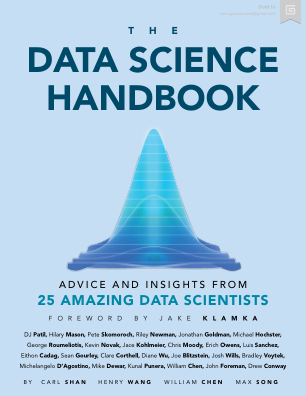 THE
DATA SCIENCE
HANDBOOK
ADVICE AND INSIGHTS FROM
25 AMAZING DATA SCIENTISTS
FOREWORD BY JAKE KLAMKA
DJ Patil, Hilary Mason, Pete Skomoroch, Riley Newman, Jonathan Goldman, Michael Hochster,
George Roumeliotis, Kevin Novak, Jace Kohlmeier, Chris Moody, Erich Owens, Luis Sanchez,
Eithon Cadag, Sean Gourley, Clare Corthell, Diane Wu, Joe Blitzstein, Josh Wills, Bradley Voytek,
Michelangelo D'Agostino, Mike Dewar, Kunal Punera, William Chen, John Foreman, Drew Conway
BY CARL SHAN HENRY WANG WILLIAM CHEN MAX SONG